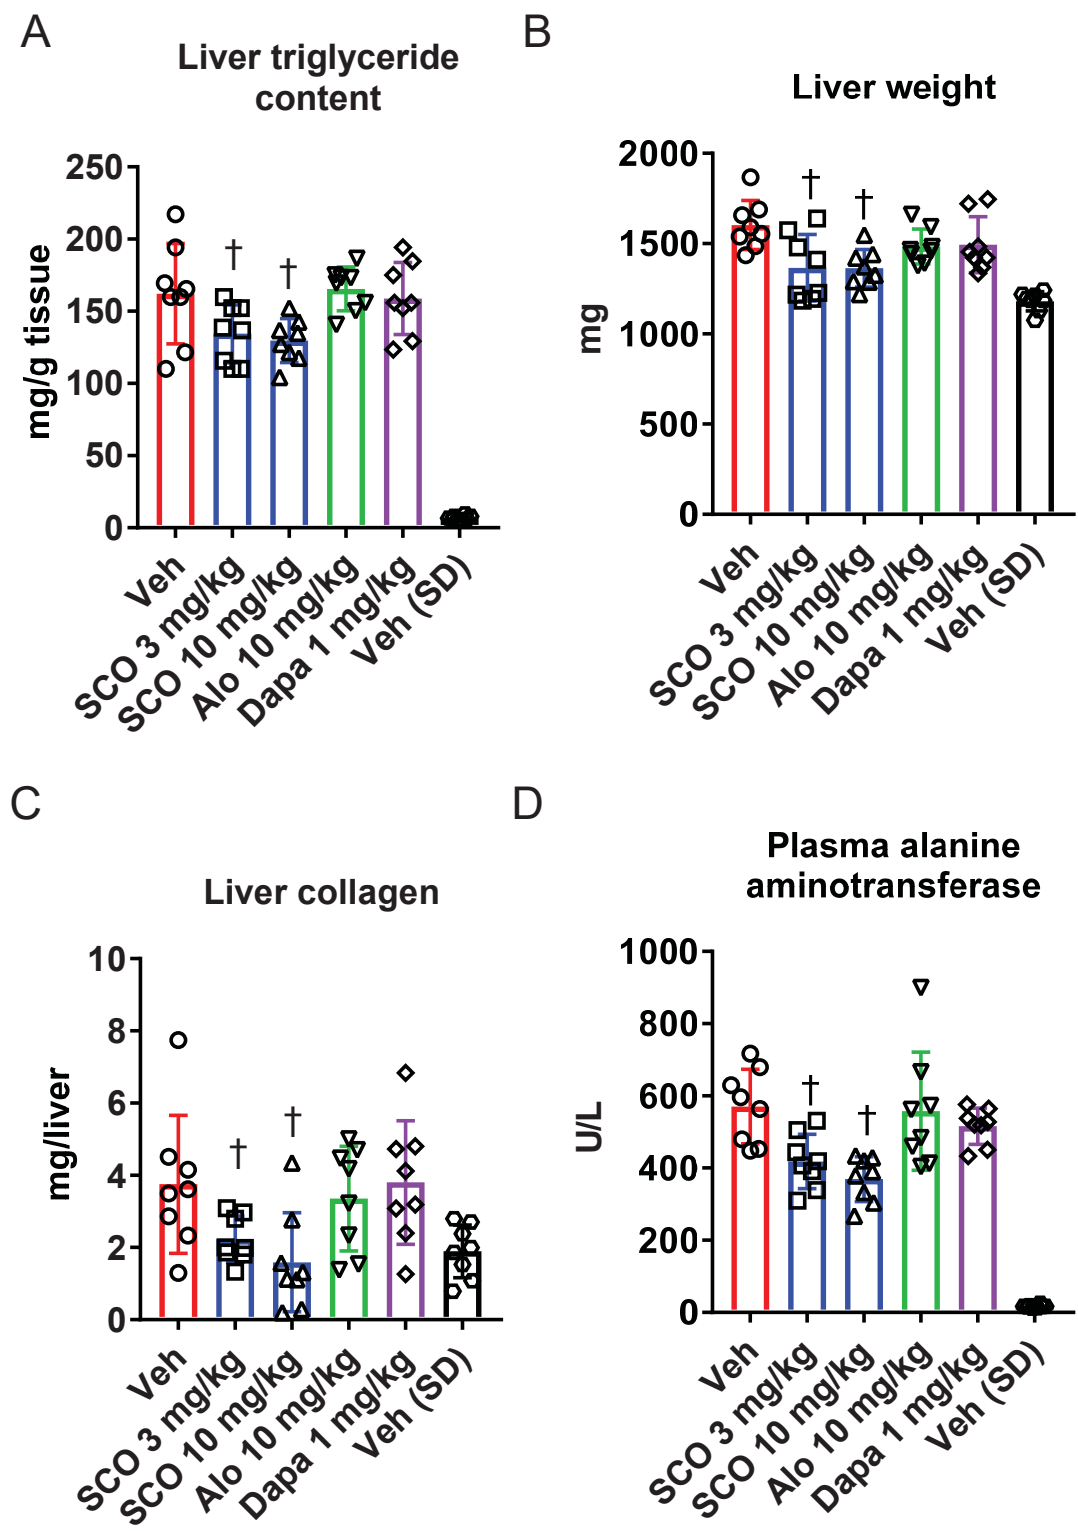 A
Liver triglyceride
content
mg/g tissue
250
200
150
100
50
0
†
†
Veh
SCO 3 mg/kg
SCO 10 mg/kg
Alo 10 mg/kg
Dapa 1 mg/kg
Veh (SD)
B
Liver weight
mg
2000
1500
1000
500
0
†
†
Veh
SCO 3 mg/kg
SCO 10 mg/kg
Alo 10 mg/kg
Dapa 1 mg/kg
Veh (SD)
C
Liver collagen
mg/liver
10
8
6
4
2
0
†
†
Veh
SCO 3 mg/kg
SCO 10 mg/kg
Alo 10 mg/kg
Dapa 1 mg/kg
Veh (SD)
D
Plasma alanine
aminotransferase
U/L
1000
800
600
400
200
0
†
†
Veh
SCO 3 mg/kg
SCO 10 mg/kg
Alo 10 mg/kg
Dapa 1 mg/kg
Veh (SD)